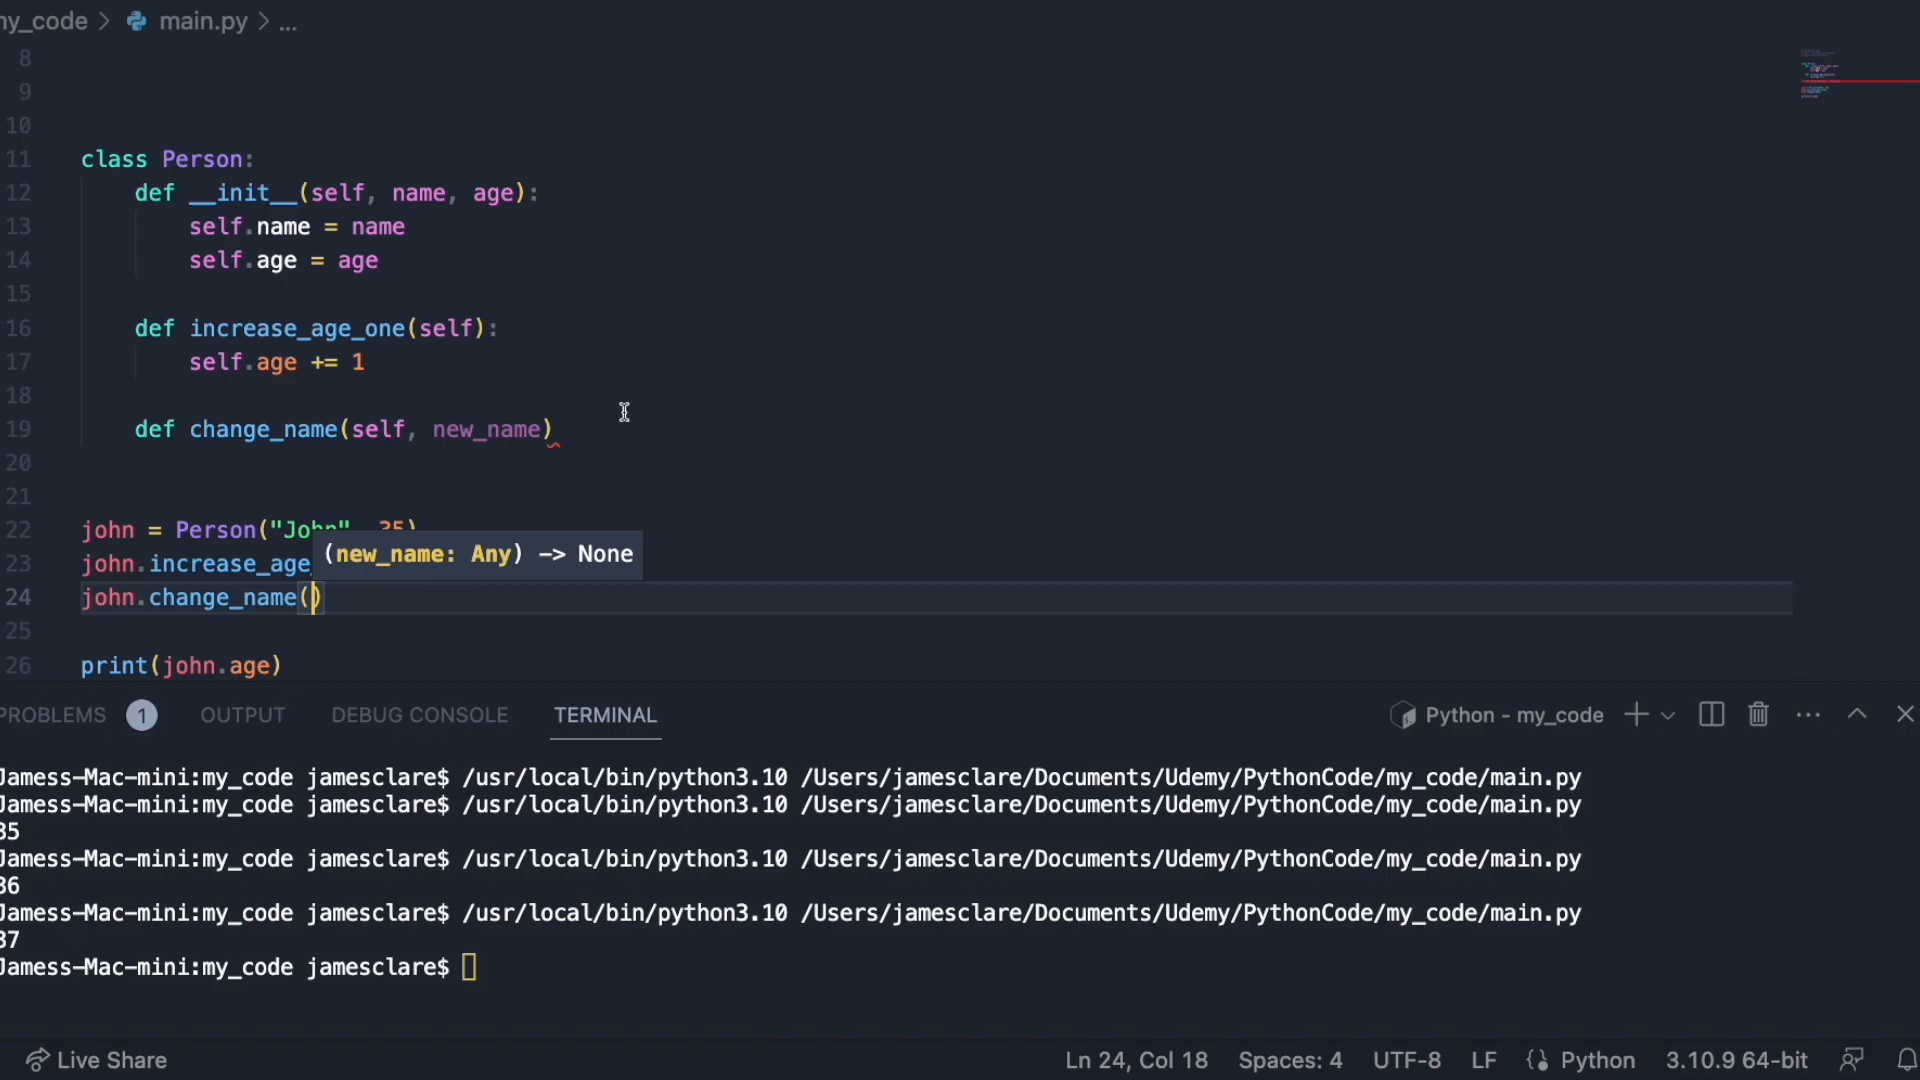 my_code > main.py > ...
8
9
10
11 class Person:
12 def __init__(self, name, age):
13 self.name = name
14 self.age = age
15
16 def increase_age_one(self):
17 self.age += 1
18
19 def change_name(self, new_name)
20
21
22 john = Person("John", 35)
(new_name: Any) -> None
23 john.increase_age_
24 john.change_name()
25
26 print(john.age)
PROBLEMS 1 OUTPUT DEBUG CONSOLE TERMINAL Python - my_code
Jamess-Mac-mini:my_code jamesclare$ /usr/local/bin/python3.10 /Users/jamesclare/Documents/Udemy/PythonCode/my_code/main.py
Jamess-Mac-mini:my_code jamesclare$ /usr/local/bin/python3.10 /Users/jamesclare/Documents/Udemy/PythonCode/my_code/main.py
35
Jamess-Mac-mini:my_code jamesclare$ /usr/local/bin/python3.10 /Users/jamesclare/Documents/Udemy/PythonCode/my_code/main.py
36
Jamess-Mac-mini:my_code jamesclare$ /usr/local/bin/python3.10 /Users/jamesclare/Documents/Udemy/PythonCode/my_code/main.py
37
Jamess-Mac-mini:my_code jamesclare$
Live Share Ln 24, Col 18 Spaces: 4 UTF-8 LF Python 3.10.9 64-bit